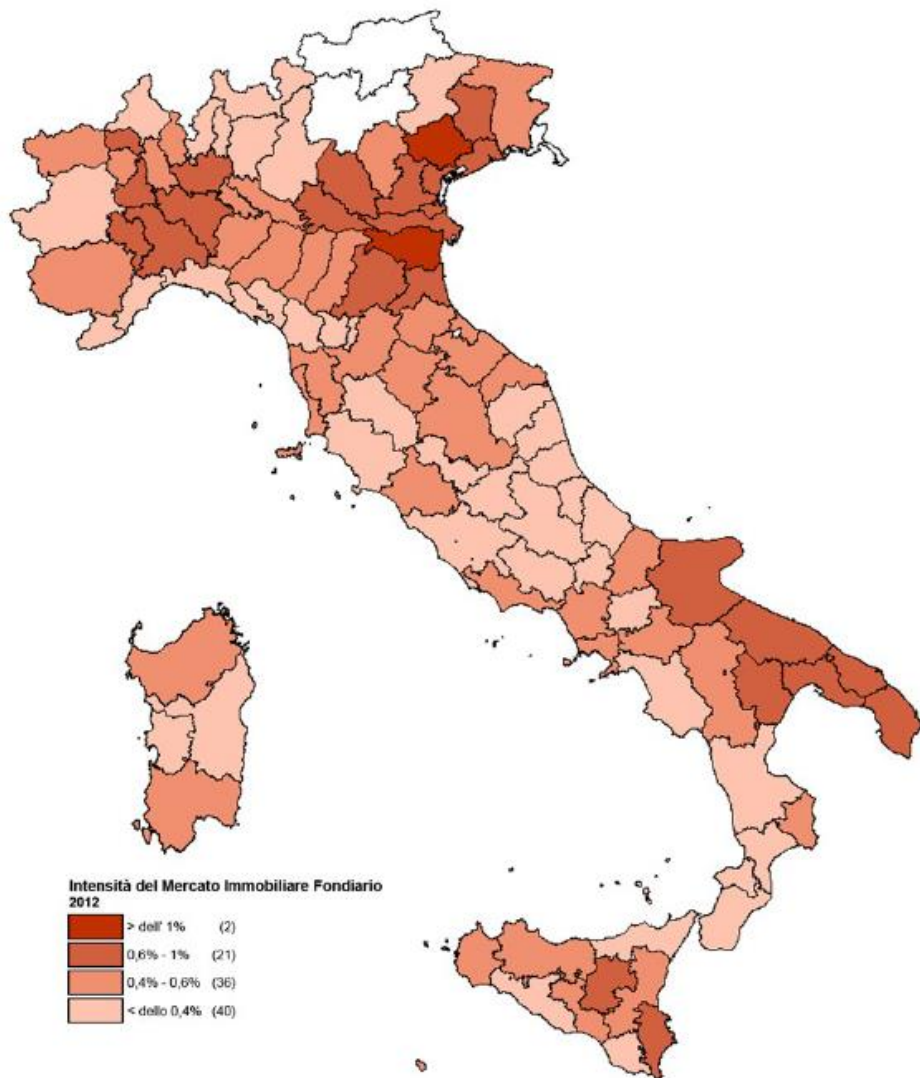 Intensità del Mercato Immobiliare Fondiario
2012
> dell' 1% (2)
0,6% - 1% (21)
0,4% - 0,6% (36)
< dello 0,4% (40)